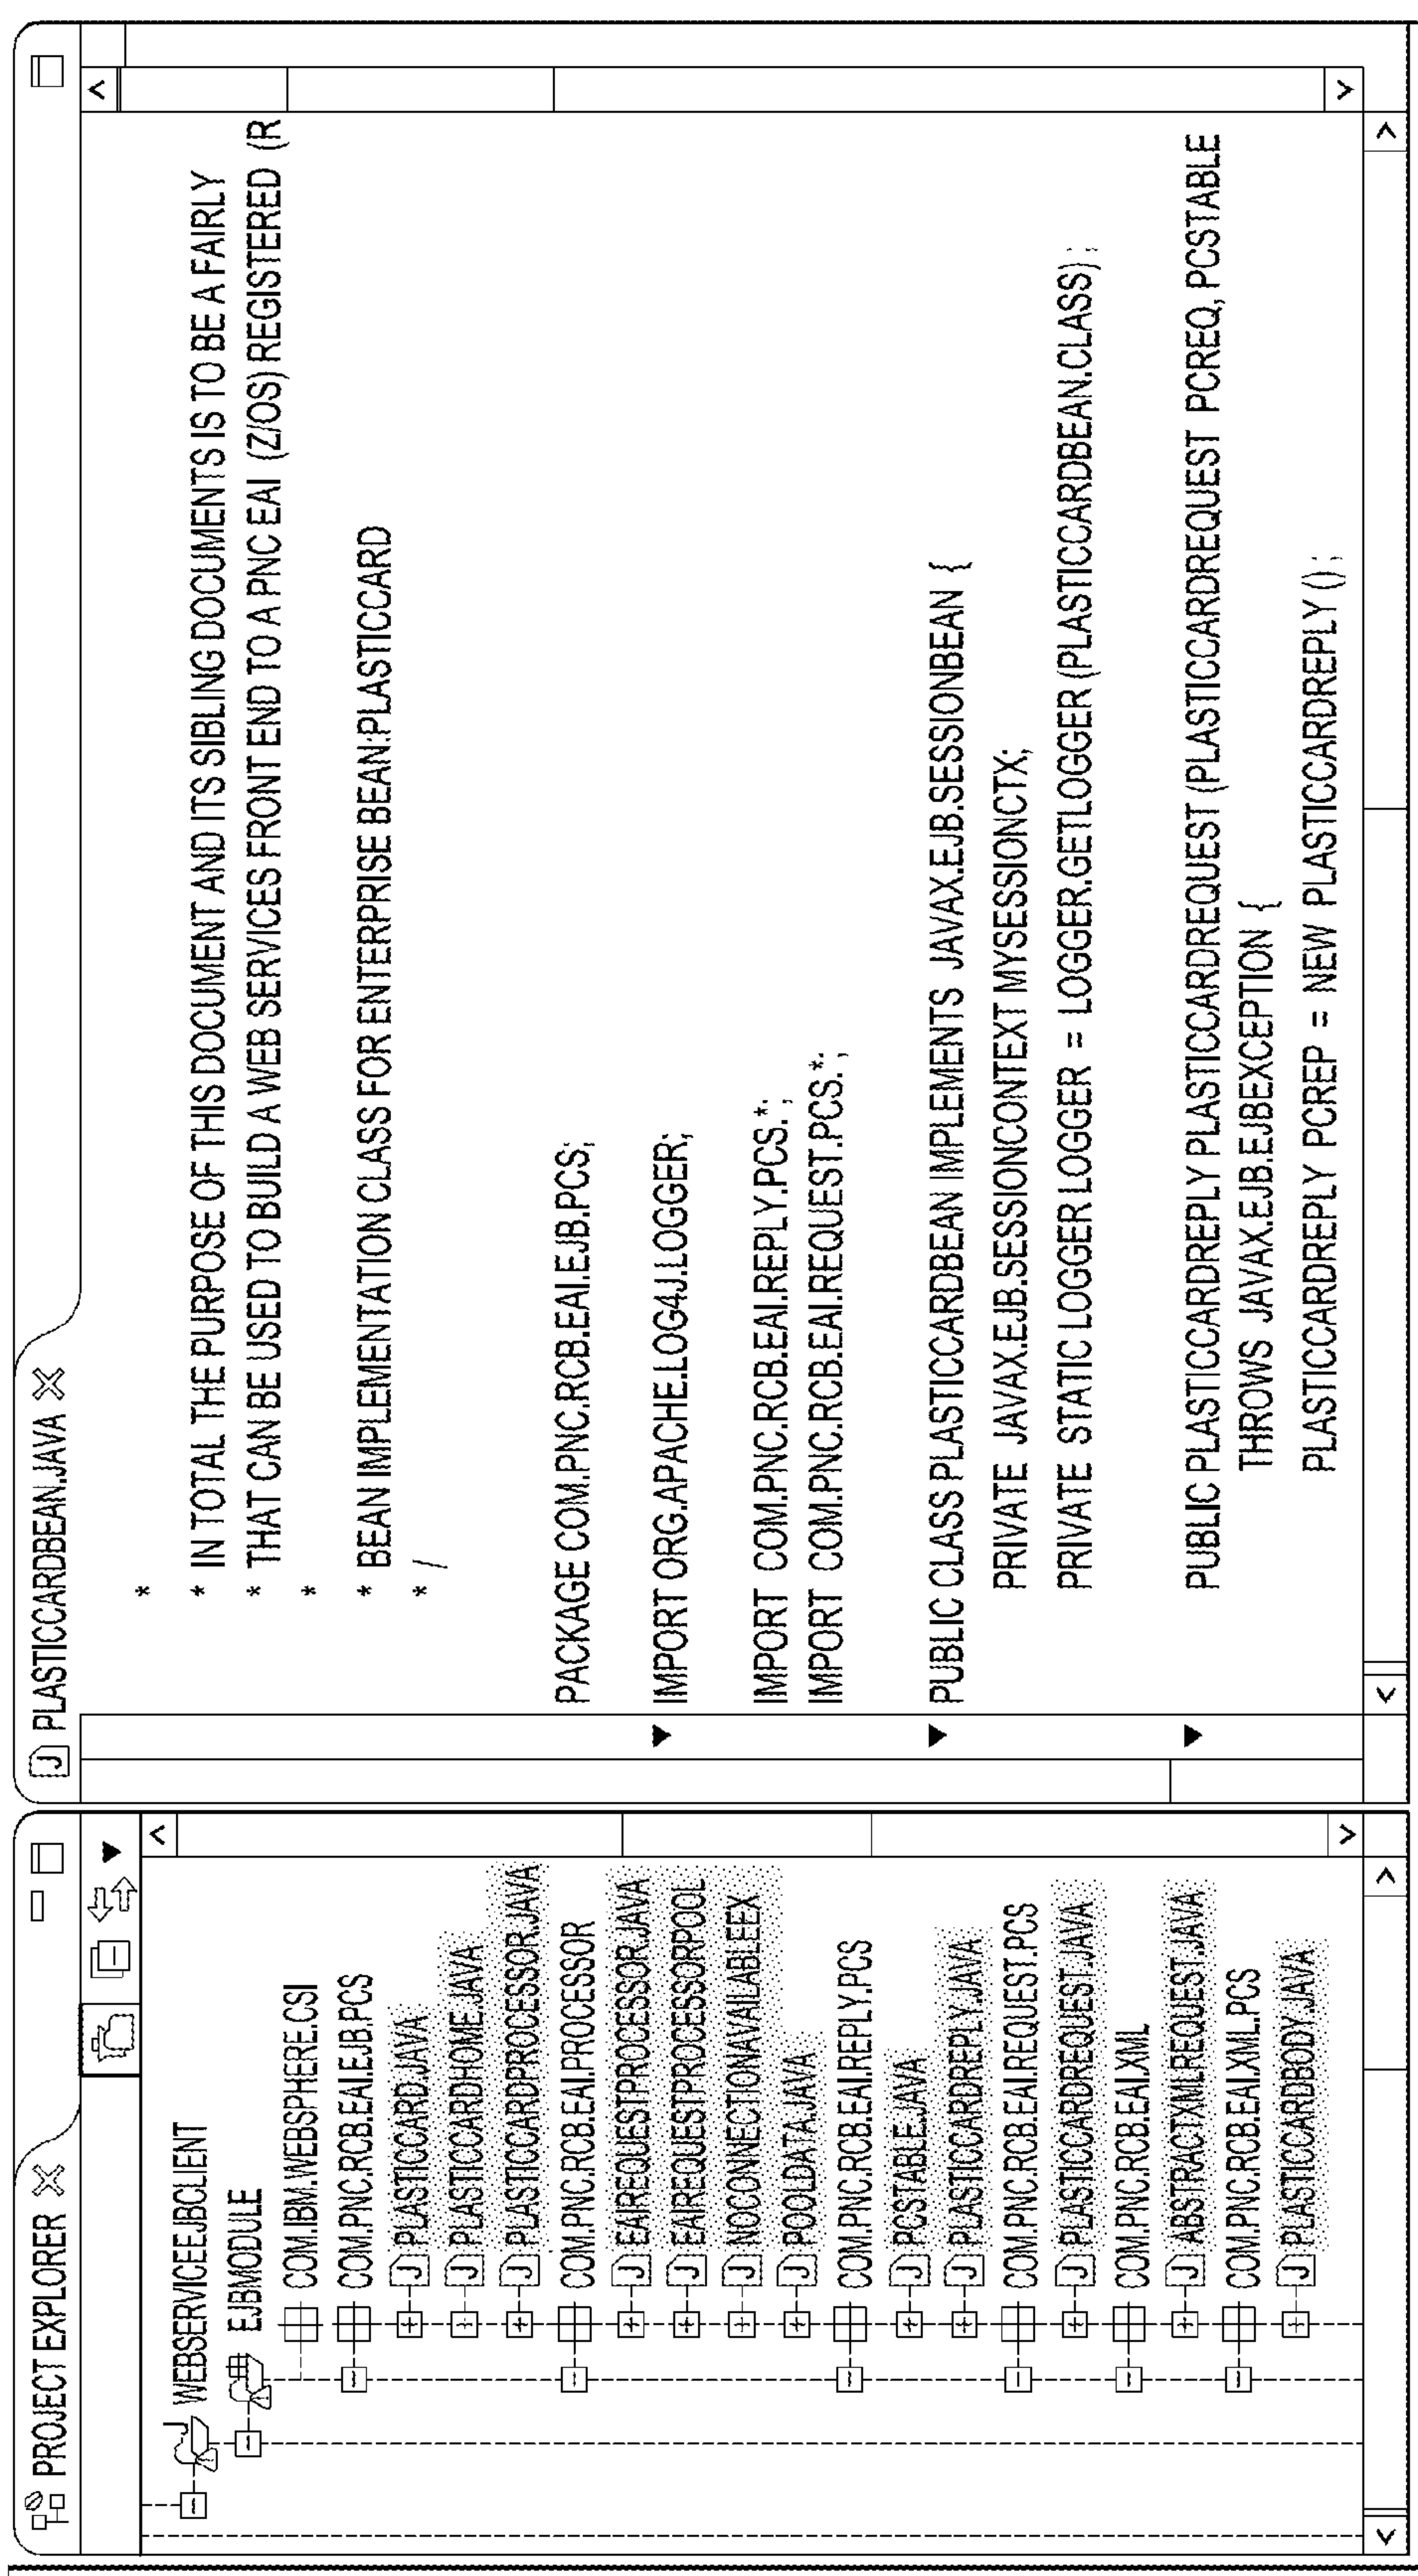 PROJECT EXPLORER
WEBSERVICEEJBOLIENT
EJBMODULE
COM.IBM.WEBSPHERE.CSI
COM.PNC.RCB.EAI.EJB.PCS
J PLASTICCARD.JAVA
J PLASTICCARDHOME.JAVA
J PLASTICCARDPROCESSOR.JAVA
COM.PNC.RCB.EAI.PROCESSOR
J EAIREQUESTPROCESSOR.JAVA
J EAIREQUESTPROCESSORPOOL
J NOCONNECTIONAVAILABLEEX
J POOLDATA.JAVA
COM.PNC.RCB.EAI.REPLY.PCS
J PCSTABLE.JAVA
J PLASTICCARDREPLY.JAVA
COM.PNC.RCB.EAI.REQUEST.PCS
J PLASTICCARDREQUEST.JAVA
COM.PNC.RCB.EAI.XML
J ABSTRACTXMLREQUEST.JAVA
COM.PNC.RCB.EAI.XML.PCS
J PLASTICCARDBODY.JAVA
J PLASTICCARDBEAN.JAVA
*
* IN TOTAL THE PURPOSE OF THIS DOCUMENT AND ITS SIBLING DOCUMENTS IS TO BE A FAIRLY
* THAT CAN BE USED TO BUILD A WEB SERVICES FRONT END TO A PNC EAI (Z/OS) REGISTERED (R
*
* BEAN IMPLEMENTATION CLASS FOR ENTERPRISE BEAN:PLASTICCARD
* /
PACKAGE COM.PNC.RCB.EAI.EJB.PCS;
IMPORT ORG.APACHE.LOG4J.LOGGER;
IMPORT COM.PNC.RCB.EAI.REPLY.PCS.*;
IMPORT COM.PNC.RCB.EAI.REQUEST.PCS.*;
PUBLIC CLASS PLASTICCARDBEAN IMPLEMENTS JAVAX.EJB.SESSIONBEAN {
PRIVATE JAVAX.EJB.SESSIONCONTEXT MYSESSIONCTX;
PRIVATE STATIC LOGGER LOGGER = LOGGER.GETLOGGER (PLASTICCARDBEAN.CLASS) ;
PUBLIC PLASTICCARDREPLY PLASTICCARDREQUEST (PLASTICCARDREQUEST PCREQ, PCSTABLE
THROWS JAVAX.EJB.EJBEXCEPTION {
PLASTICCARDREPLY PCREP = NEW PLASTICCARDREPLY () ;